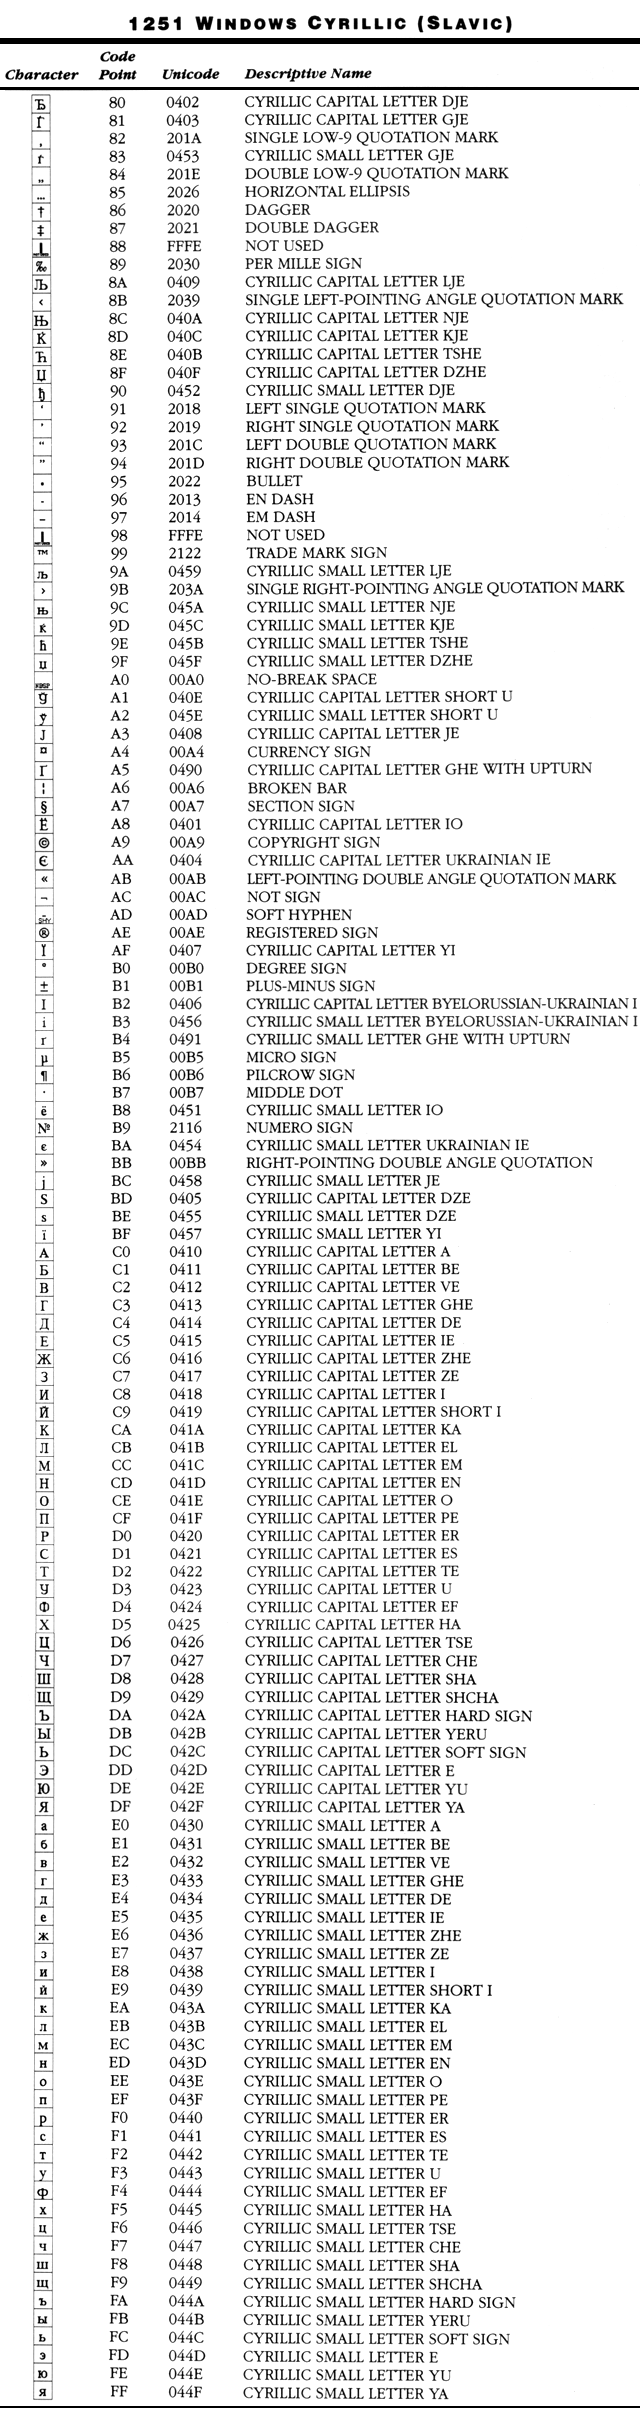 1251 WINDOWS CYRILLIC (SLAVIC)
Code
Character Point Unicode Descriptive Name
Ђ 80 0402 CYRILLIC CAPITAL LETTER DJE
Ѓ 81 0403 CYRILLIC CAPITAL LETTER GJE
‚ 82 201A SINGLE LOW-9 QUOTATION MARK
ѓ 83 0453 CYRILLIC SMALL LETTER GJE
„ 84 201E DOUBLE LOW-9 QUOTATION MARK
… 85 2026 HORIZONTAL ELLIPSIS
† 86 2020 DAGGER
‡ 87 2021 DOUBLE DAGGER
88 FFFE NOT USED
‰ 89 2030 PER MILLE SIGN
Љ 8A 0409 CYRILLIC CAPITAL LETTER LJE
‹ 8B 2039 SINGLE LEFT-POINTING ANGLE QUOTATION MARK
Њ 8C 040A CYRILLIC CAPITAL LETTER NJE
Ќ 8D 040C CYRILLIC CAPITAL LETTER KJE
Ћ 8E 040B CYRILLIC CAPITAL LETTER TSHE
Џ 8F 040F CYRILLIC CAPITAL LETTER DZHE
ђ 90 0452 CYRILLIC SMALL LETTER DJE
‘ 91 2018 LEFT SINGLE QUOTATION MARK
’ 92 2019 RIGHT SINGLE QUOTATION MARK
“ 93 201C LEFT DOUBLE QUOTATION MARK
” 94 201D RIGHT DOUBLE QUOTATION MARK
• 95 2022 BULLET
– 96 2013 EN DASH
— 97 2014 EM DASH
98 FFFE NOT USED
™ 99 2122 TRADE MARK SIGN
љ 9A 0459 CYRILLIC SMALL LETTER LJE
› 9B 203A SINGLE RIGHT-POINTING ANGLE QUOTATION MARK
њ 9C 045A CYRILLIC SMALL LETTER NJE
ќ 9D 045C CYRILLIC SMALL LETTER KJE
ћ 9E 045B CYRILLIC SMALL LETTER TSHE
џ 9F 045F CYRILLIC SMALL LETTER DZHE
NBSP A0 00A0 NO-BREAK SPACE
Ў A1 040E CYRILLIC CAPITAL LETTER SHORT U
ў A2 045E CYRILLIC SMALL LETTER SHORT U
Ј A3 0408 CYRILLIC CAPITAL LETTER JE
¤ A4 00A4 CURRENCY SIGN
Ґ A5 0490 CYRILLIC CAPITAL LETTER GHE WITH UPTURN
¦ A6 00A6 BROKEN BAR
§ A7 00A7 SECTION SIGN
Ё A8 0401 CYRILLIC CAPITAL LETTER IO
© A9 00A9 COPYRIGHT SIGN
Є AA 0404 CYRILLIC CAPITAL LETTER UKRAINIAN IE
« AB 00AB LEFT-POINTING DOUBLE ANGLE QUOTATION MARK
¬ AC 00AC NOT SIGN
SHY AD 00AD SOFT HYPHEN
® AE 00AE REGISTERED SIGN
Ї AF 0407 CYRILLIC CAPITAL LETTER YI
° B0 00B0 DEGREE SIGN
± B1 00B1 PLUS-MINUS SIGN
І B2 0406 CYRILLIC CAPITAL LETTER BYELORUSSIAN-UKRAINIAN I
і B3 0456 CYRILLIC SMALL LETTER BYELORUSSIAN-UKRAINIAN I
ґ B4 0491 CYRILLIC SMALL LETTER GHE WITH UPTURN
µ B5 00B5 MICRO SIGN
¶ B6 00B6 PILCROW SIGN
· B7 00B7 MIDDLE DOT
ё B8 0451 CYRILLIC SMALL LETTER IO
№ B9 2116 NUMERO SIGN
є BA 0454 CYRILLIC SMALL LETTER UKRAINIAN IE
» BB 00BB RIGHT-POINTING DOUBLE ANGLE QUOTATION
ј BC 0458 CYRILLIC SMALL LETTER JE
Ѕ BD 0405 CYRILLIC CAPITAL LETTER DZE
ѕ BE 0455 CYRILLIC SMALL LETTER DZE
ї BF 0457 CYRILLIC SMALL LETTER YI
А C0 0410 CYRILLIC CAPITAL LETTER A
Б C1 0411 CYRILLIC CAPITAL LETTER BE
В C2 0412 CYRILLIC CAPITAL LETTER VE
Г C3 0413 CYRILLIC CAPITAL LETTER GHE
Д C4 0414 CYRILLIC CAPITAL LETTER DE
Е C5 0415 CYRILLIC CAPITAL LETTER IE
Ж C6 0416 CYRILLIC CAPITAL LETTER ZHE
З C7 0417 CYRILLIC CAPITAL LETTER ZE
И C8 0418 CYRILLIC CAPITAL LETTER I
Й C9 0419 CYRILLIC CAPITAL LETTER SHORT I
К CA 041A CYRILLIC CAPITAL LETTER KA
Л CB 041B CYRILLIC CAPITAL LETTER EL
М CC 041C CYRILLIC CAPITAL LETTER EM
Н CD 041D CYRILLIC CAPITAL LETTER EN
О CE 041E CYRILLIC CAPITAL LETTER O
П CF 041F CYRILLIC CAPITAL LETTER PE
Р D0 0420 CYRILLIC CAPITAL LETTER ER
С D1 0421 CYRILLIC CAPITAL LETTER ES
Т D2 0422 CYRILLIC CAPITAL LETTER TE
У D3 0423 CYRILLIC CAPITAL LETTER U
Ф D4 0424 CYRILLIC CAPITAL LETTER EF
Х D5 0425 CYRILLIC CAPITAL LETTER HA
Ц D6 0426 CYRILLIC CAPITAL LETTER TSE
Ч D7 0427 CYRILLIC CAPITAL LETTER CHE
Ш D8 0428 CYRILLIC CAPITAL LETTER SHA
Щ D9 0429 CYRILLIC CAPITAL LETTER SHCHA
Ъ DA 042A CYRILLIC CAPITAL LETTER HARD SIGN
Ы DB 042B CYRILLIC CAPITAL LETTER YERU
Ь DC 042C CYRILLIC CAPITAL LETTER SOFT SIGN
Э DD 042D CYRILLIC CAPITAL LETTER E
Ю DE 042E CYRILLIC CAPITAL LETTER YU
Я DF 042F CYRILLIC CAPITAL LETTER YA
а E0 0430 CYRILLIC SMALL LETTER A
б E1 0431 CYRILLIC SMALL LETTER BE
в E2 0432 CYRILLIC SMALL LETTER VE
г E3 0433 CYRILLIC SMALL LETTER GHE
д E4 0434 CYRILLIC SMALL LETTER DE
е E5 0435 CYRILLIC SMALL LETTER IE
ж E6 0436 CYRILLIC SMALL LETTER ZHE
з E7 0437 CYRILLIC SMALL LETTER ZE
и E8 0438 CYRILLIC SMALL LETTER I
й E9 0439 CYRILLIC SMALL LETTER SHORT I
к EA 043A CYRILLIC SMALL LETTER KA
л EB 043B CYRILLIC SMALL LETTER EL
м EC 043C CYRILLIC SMALL LETTER EM
н ED 043D CYRILLIC SMALL LETTER EN
о EE 043E CYRILLIC SMALL LETTER O
п EF 043F CYRILLIC SMALL LETTER PE
р F0 0440 CYRILLIC SMALL LETTER ER
с F1 0441 CYRILLIC SMALL LETTER ES
т F2 0442 CYRILLIC SMALL LETTER TE
у F3 0443 CYRILLIC SMALL LETTER U
ф F4 0444 CYRILLIC SMALL LETTER EF
х F5 0445 CYRILLIC SMALL LETTER HA
ц F6 0446 CYRILLIC SMALL LETTER TSE
ч F7 0447 CYRILLIC SMALL LETTER CHE
ш F8 0448 CYRILLIC SMALL LETTER SHA
щ F9 0449 CYRILLIC SMALL LETTER SHCHA
ъ FA 044A CYRILLIC SMALL LETTER HARD SIGN
ы FB 044B CYRILLIC SMALL LETTER YERU
ь FC 044C CYRILLIC SMALL LETTER SOFT SIGN
э FD 044D CYRILLIC SMALL LETTER E
ю FE 044E CYRILLIC SMALL LETTER YU
я FF 044F CYRILLIC SMALL LETTER YA